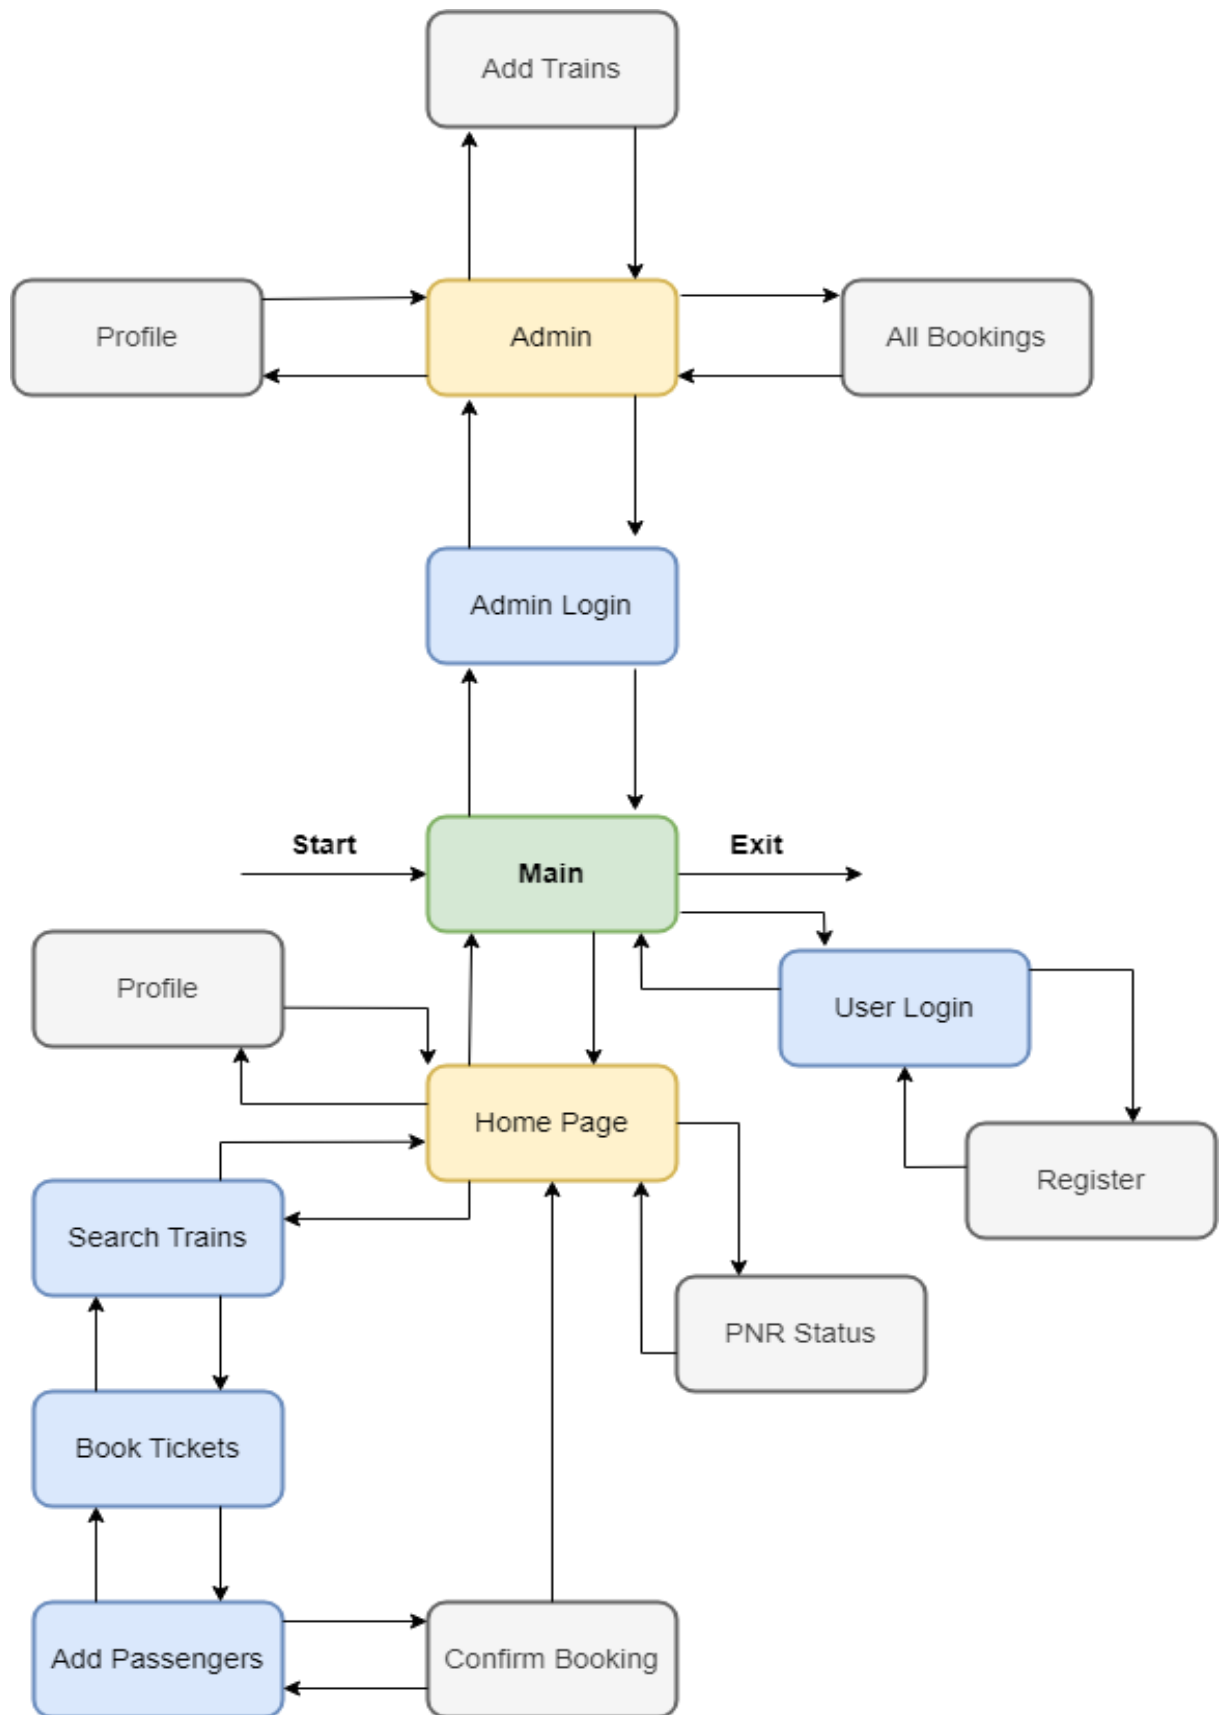 Add Trains
Profile
Admin
All Bookings
Admin Login
Start
Exit
Main
Profile
User Login
Home Page
Register
Search Trains
PNR Status
Book Tickets
Add Passengers
Confirm Booking